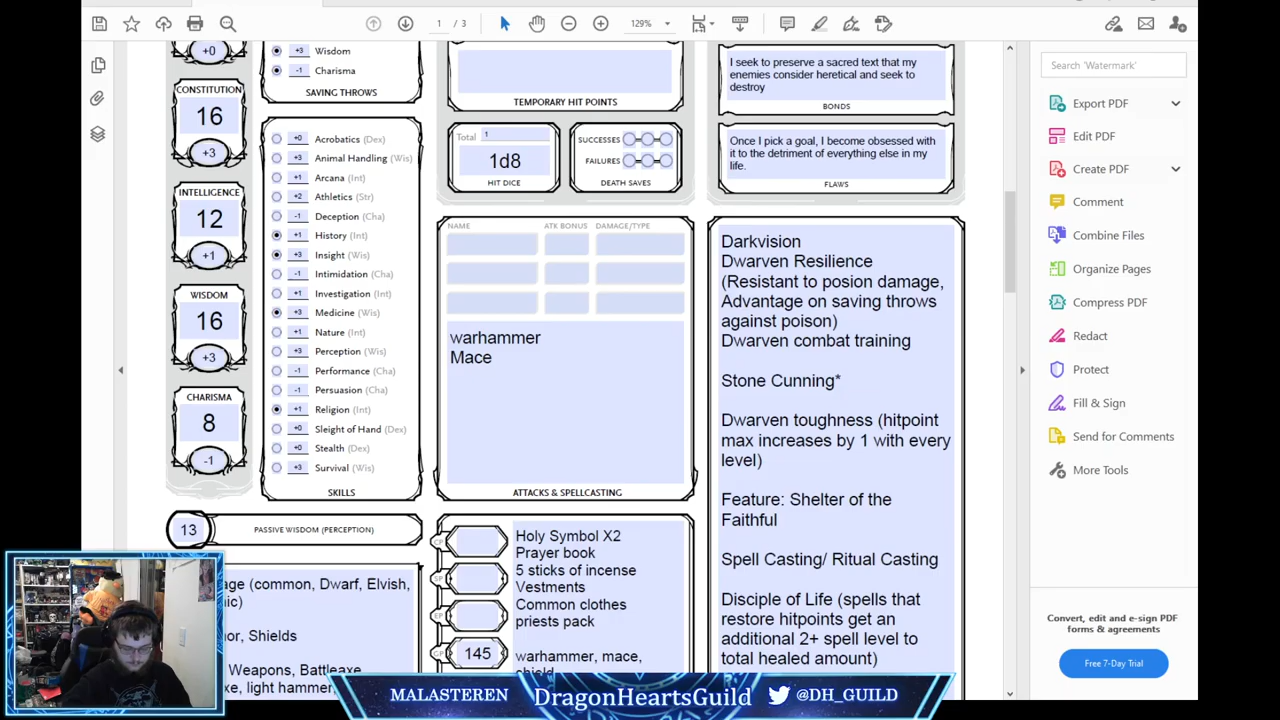 1 / 3
129%
+0
+3 Wisdom
-1 Charisma
SAVING THROWS
CONSTITUTION
16
+3
INTELLIGENCE
12
+1
WISDOM
16
+3
CHARISMA
8
-1
+0 Acrobatics (Dex)
+3 Animal Handling (Wis)
+1 Arcana (Int)
+2 Athletics (Str)
-1 Deception (Cha)
+1 History (Int)
+3 Insight (Wis)
-1 Intimidation (Cha)
+1 Investigation (Int)
+3 Medicine (Wis)
+1 Nature (Int)
+3 Perception (Wis)
-1 Performance (Cha)
-1 Persuasion (Cha)
+1 Religion (Int)
+0 Sleight of Hand (Dex)
+0 Stealth (Dex)
+3 Survival (Wis)
SKILLS
13 PASSIVE WISDOM (PERCEPTION)
age (common, Dwarf, Elvish,
ic)
or, Shields
Weapons, Battleaxe
xe, light hammer,
TEMPORARY HIT POINTS
Total 1
1d8
HIT DICE
SUCCESSES
FAILURES
DEATH SAVES
NAME ATK BONUS DAMAGE/TYPE
warhammer
Mace
ATTACKS & SPELLCASTING
CP
SP
EP
GP 145
Holy Symbol X2
Prayer book
5 sticks of incense
Vestments
Common clothes
priests pack
warhammer, mace,
shield
I seek to preserve a sacred text that my
enemies consider heretical and seek to
destroy
BONDS
Once I pick a goal, I become obsessed with
it to the detriment of everything else in my
life.
FLAWS
Darkvision
Dwarven Resilience
(Resistant to posion damage,
Advantage on saving throws
against poison)
Dwarven combat training
Stone Cunning*
Dwarven toughness (hitpoint
max increases by 1 with every
level)
Feature: Shelter of the
Faithful
Spell Casting/ Ritual Casting
Disciple of Life (spells that
restore hitpoints get an
additional 2+ spell level to
total healed amount)
Search 'Watermark'
Export PDF
Edit PDF
Create PDF
Comment
Combine Files
Organize Pages
Compress PDF
Redact
Protect
Fill & Sign
Send for Comments
More Tools
Convert, edit and e-sign PDF
forms & agreements
Free 7-Day Trial
MALASTEREN DragonHeartsGuild @DH_GUILD